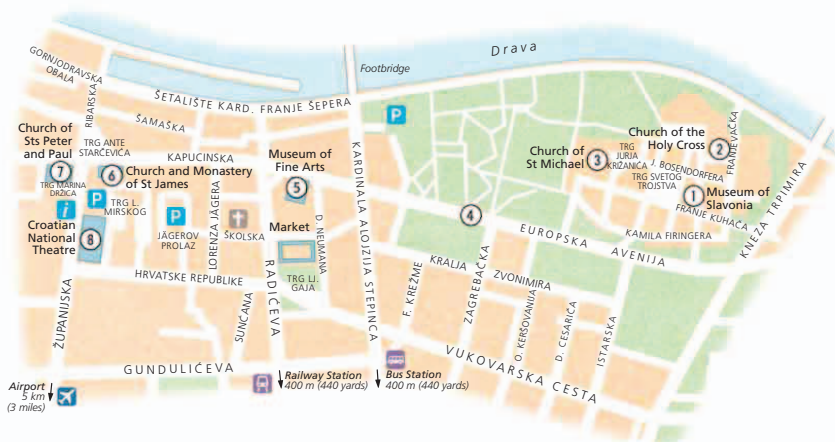 Drava
Footbridge
GORNJODRAVSKA
OBALA
RIBARSKA
ŠETALIŠTE KARD. FRANJE ŠEPERA
ŠAMAŠKA
P
Church of
Sts Peter
and Paul
7
TRG ANTE
STARČEVIĆA
KAPUCINSKA
6
Church and Monastery
of St James
TRG MARINA
DRŽICA
P
i
TRG L.
MIRSKOG
P
JÄGEROV
PROLAZ
LORENZA JÄGERA
ŠKOLSKA
Museum of
Fine Arts
5
Market
D. NEUMANA
TRG LJ.
GAJA
Croatian
National
Theatre
8
HRVATSKE REPUBLIKE
ŽUPANIJSKA
SUNČANA
RADIĆEVA
KARDINALA ALOJZIJA STEPINCA
GUNDULIĆEVA
Airport
5 km
(3 miles)
Railway Station
400 m (440 yards)
Bus Station
400 m (440 yards)
4
EUROPSKA AVENIJA
KRALJA ZVONIMIRA
F. KREŽME
ZAGREBAČKA
O. KERŠOVANIJA
D. CESARIĆA
ISTARSKA
VUKOVARSKA CESTA
Church of
St Michael
3
TRG
JURJA
KRIŽANIĆA
Church of the
Holy Cross
2
FRANJE VAČKA
J. BOSENDORFERA
TRG SVETOG
TROJSTVA
1
Museum of
Slavonia
FRANJE KUHAČA
KAMILA FIRINGERA
KNEZA TRPIMIRA